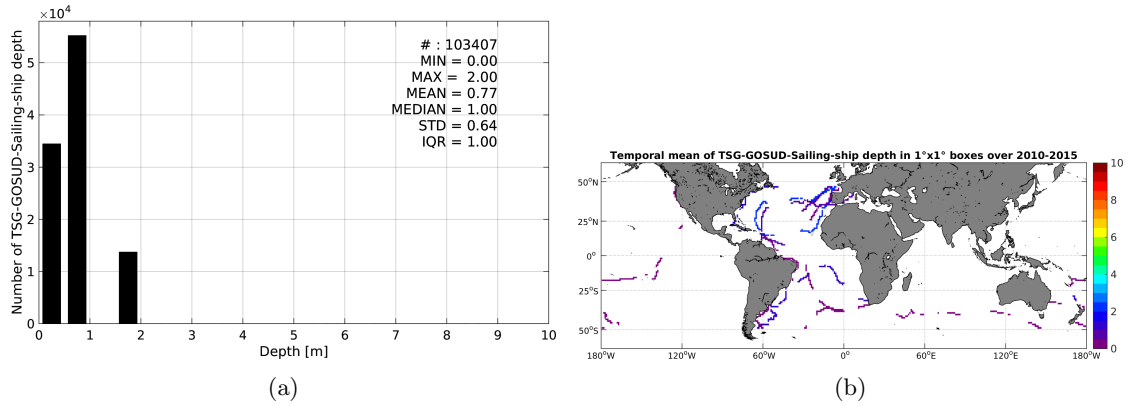 ×10⁴
# : 103407
MIN = 0.00
MAX = 2.00
MEAN = 0.77
MEDIAN = 1.00
STD = 0.64
IQR = 1.00
Number of TSG-GOSUD-Sailing-ship depth
5
4
3
2
1
0
0 1 2 3 4 5 6 7 8 9 10
Depth [m]
(a)
Temporal mean of TSG-GOSUD-Sailing-ship depth in 1°x1° boxes over 2010-2015
50°N
25°N
0°
25°S
50°S
180°W 120°W 60°W 0° 60°E 120°E 180°W
10
8
6
4
2
0
(b)